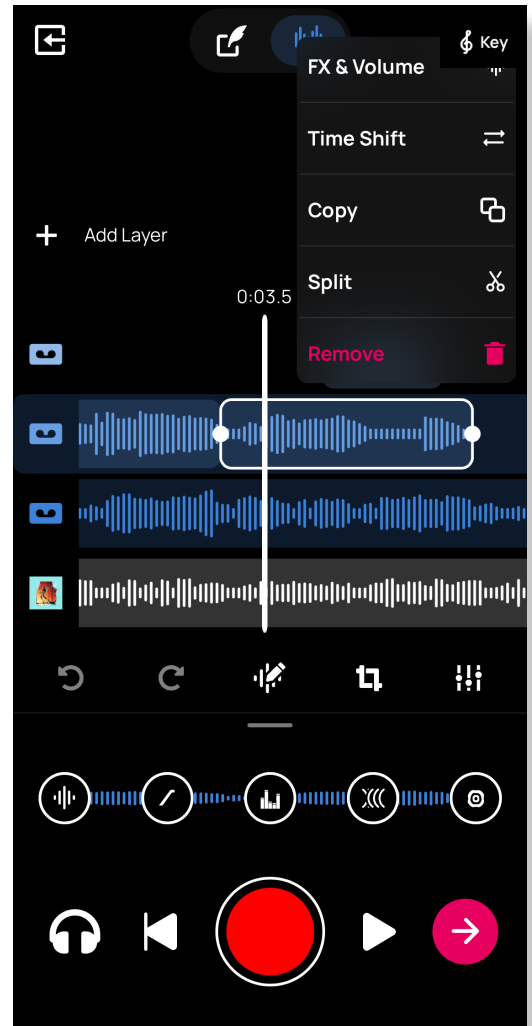 Key
FX & Volume
Time Shift
Add Layer
Copy
0:03.5
Split
Remove